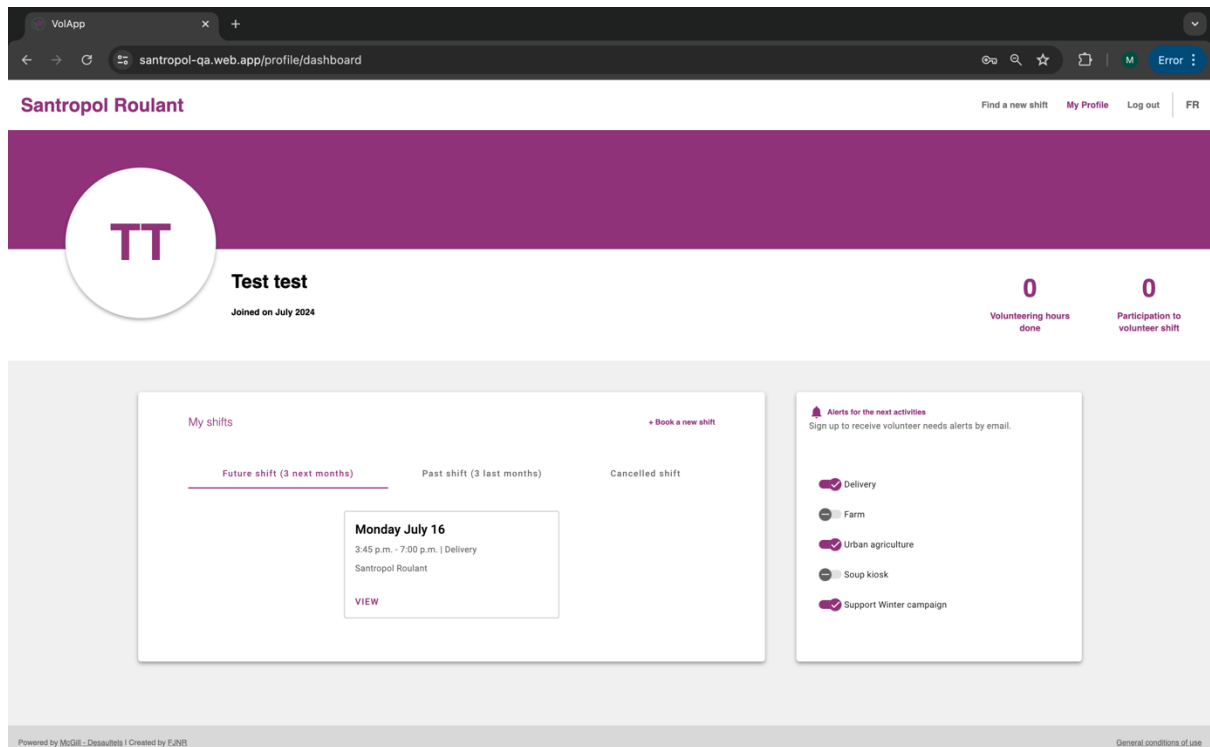 VolApp
santropol-qa.web.app/profile/dashboard
M
Error
Santropol Roulant
Find a new shift
My Profile
Log out
FR
TT
Test test
Joined on July 2024
0
Volunteering hours
done
0
Participation to
volunteer shift
My shifts
+ Book a new shift
Future shift (3 next months)
Past shift (3 last months)
Cancelled shift
Monday July 16
3:45 p.m. - 7:00 p.m. | Delivery
Santropol Roulant
VIEW
Alerts for the next activities
Sign up to receive volunteer needs alerts by email.
Delivery
Farm
Urban agriculture
Soup kiosk
Support Winter campaign
Powered by McGill - Desaultels I Created by FJNR
General conditions of use